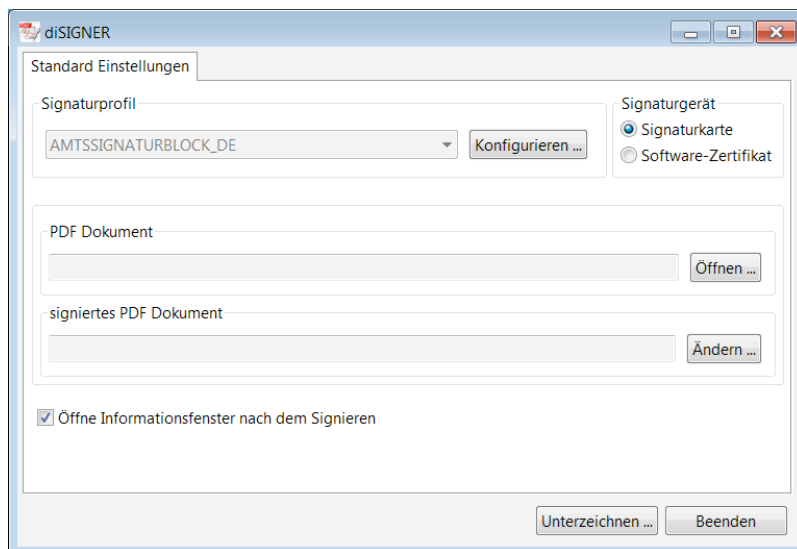 diSIGNER
Standard Einstellungen
Signaturprofil
AMTSSIGNATURBLOCK_DE
Konfigurieren ...
Signaturgerät
Signaturkarte
Software-Zertifikat
PDF Dokument
Öffnen ...
signiertes PDF Dokument
Ändern ...
Öffne Informationsfenster nach dem Signieren
Unterzeichnen ...
Beenden